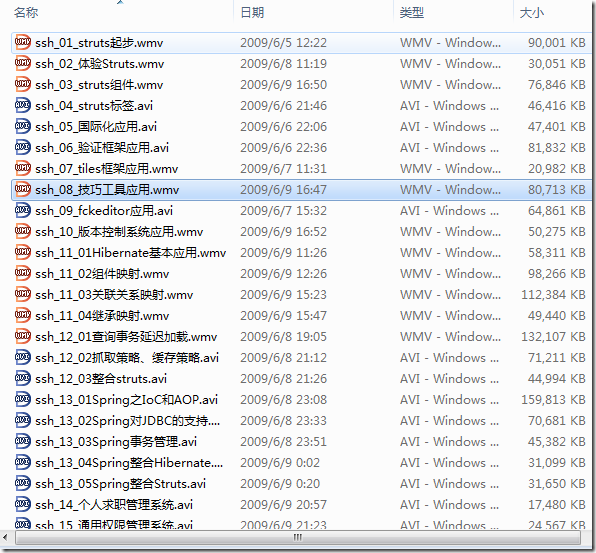 名称 日期 类型 大小
ssh_01_struts起步.wmv 2009/6/5 12:22 WMV - Window... 90,001 KB
ssh_02_体验Struts.wmv 2009/6/8 11:19 WMV - Window... 30,051 KB
ssh_03_struts组件.wmv 2009/6/9 16:50 WMV - Window... 76,846 KB
ssh_04_struts标签.avi 2009/6/6 21:46 AVI - Windows ... 46,416 KB
ssh_05_国际化应用.avi 2009/6/6 22:06 AVI - Windows ... 47,401 KB
ssh_06_验证框架应用.avi 2009/6/6 22:36 AVI - Windows ... 81,832 KB
ssh_07_tiles框架应用.wmv 2009/6/7 11:31 WMV - Window... 20,982 KB
ssh_08_技巧工具应用.wmv 2009/6/9 16:47 WMV - Window... 80,713 KB
ssh_09_fckeditor应用.avi 2009/6/7 15:32 AVI - Windows ... 64,861 KB
ssh_10_版本控制系统应用.wmv 2009/6/9 16:52 WMV - Window... 50,275 KB
ssh_11_01Hibernate基本应用.wmv 2009/6/9 11:26 WMV - Window... 58,311 KB
ssh_11_02组件映射.wmv 2009/6/9 12:26 WMV - Window... 98,266 KB
ssh_11_03关联关系映射.wmv 2009/6/9 15:23 WMV - Window... 112,384 KB
ssh_11_04继承映射.wmv 2009/6/9 15:47 WMV - Window... 49,440 KB
ssh_12_01查询事务延迟加载.wmv 2009/6/8 19:05 WMV - Window... 132,107 KB
ssh_12_02抓取策略、缓存策略.avi 2009/6/8 21:12 AVI - Windows ... 71,211 KB
ssh_12_03整合struts.avi 2009/6/8 21:26 AVI - Windows ... 44,994 KB
ssh_13_01Spring之IoC和AOP.avi 2009/6/8 23:08 AVI - Windows ... 159,813 KB
ssh_13_02Spring对JDBC的支持.... 2009/6/8 23:33 AVI - Windows ... 70,681 KB
ssh_13_03Spring事务管理.avi 2009/6/8 23:51 AVI - Windows ... 45,382 KB
ssh_13_04Spring整合Hibernate.... 2009/6/9 0:02 AVI - Windows ... 31,099 KB
ssh_13_05Spring整合Struts.avi 2009/6/9 0:20 AVI - Windows ... 31,650 KB
ssh_14_个人求职管理系统.avi 2009/6/9 20:57 AVI - Windows ... 17,480 KB
ssh_15_通用权限管理系统.avi 2009/6/9 21:23 AVI - Windows ... 24,567 KB